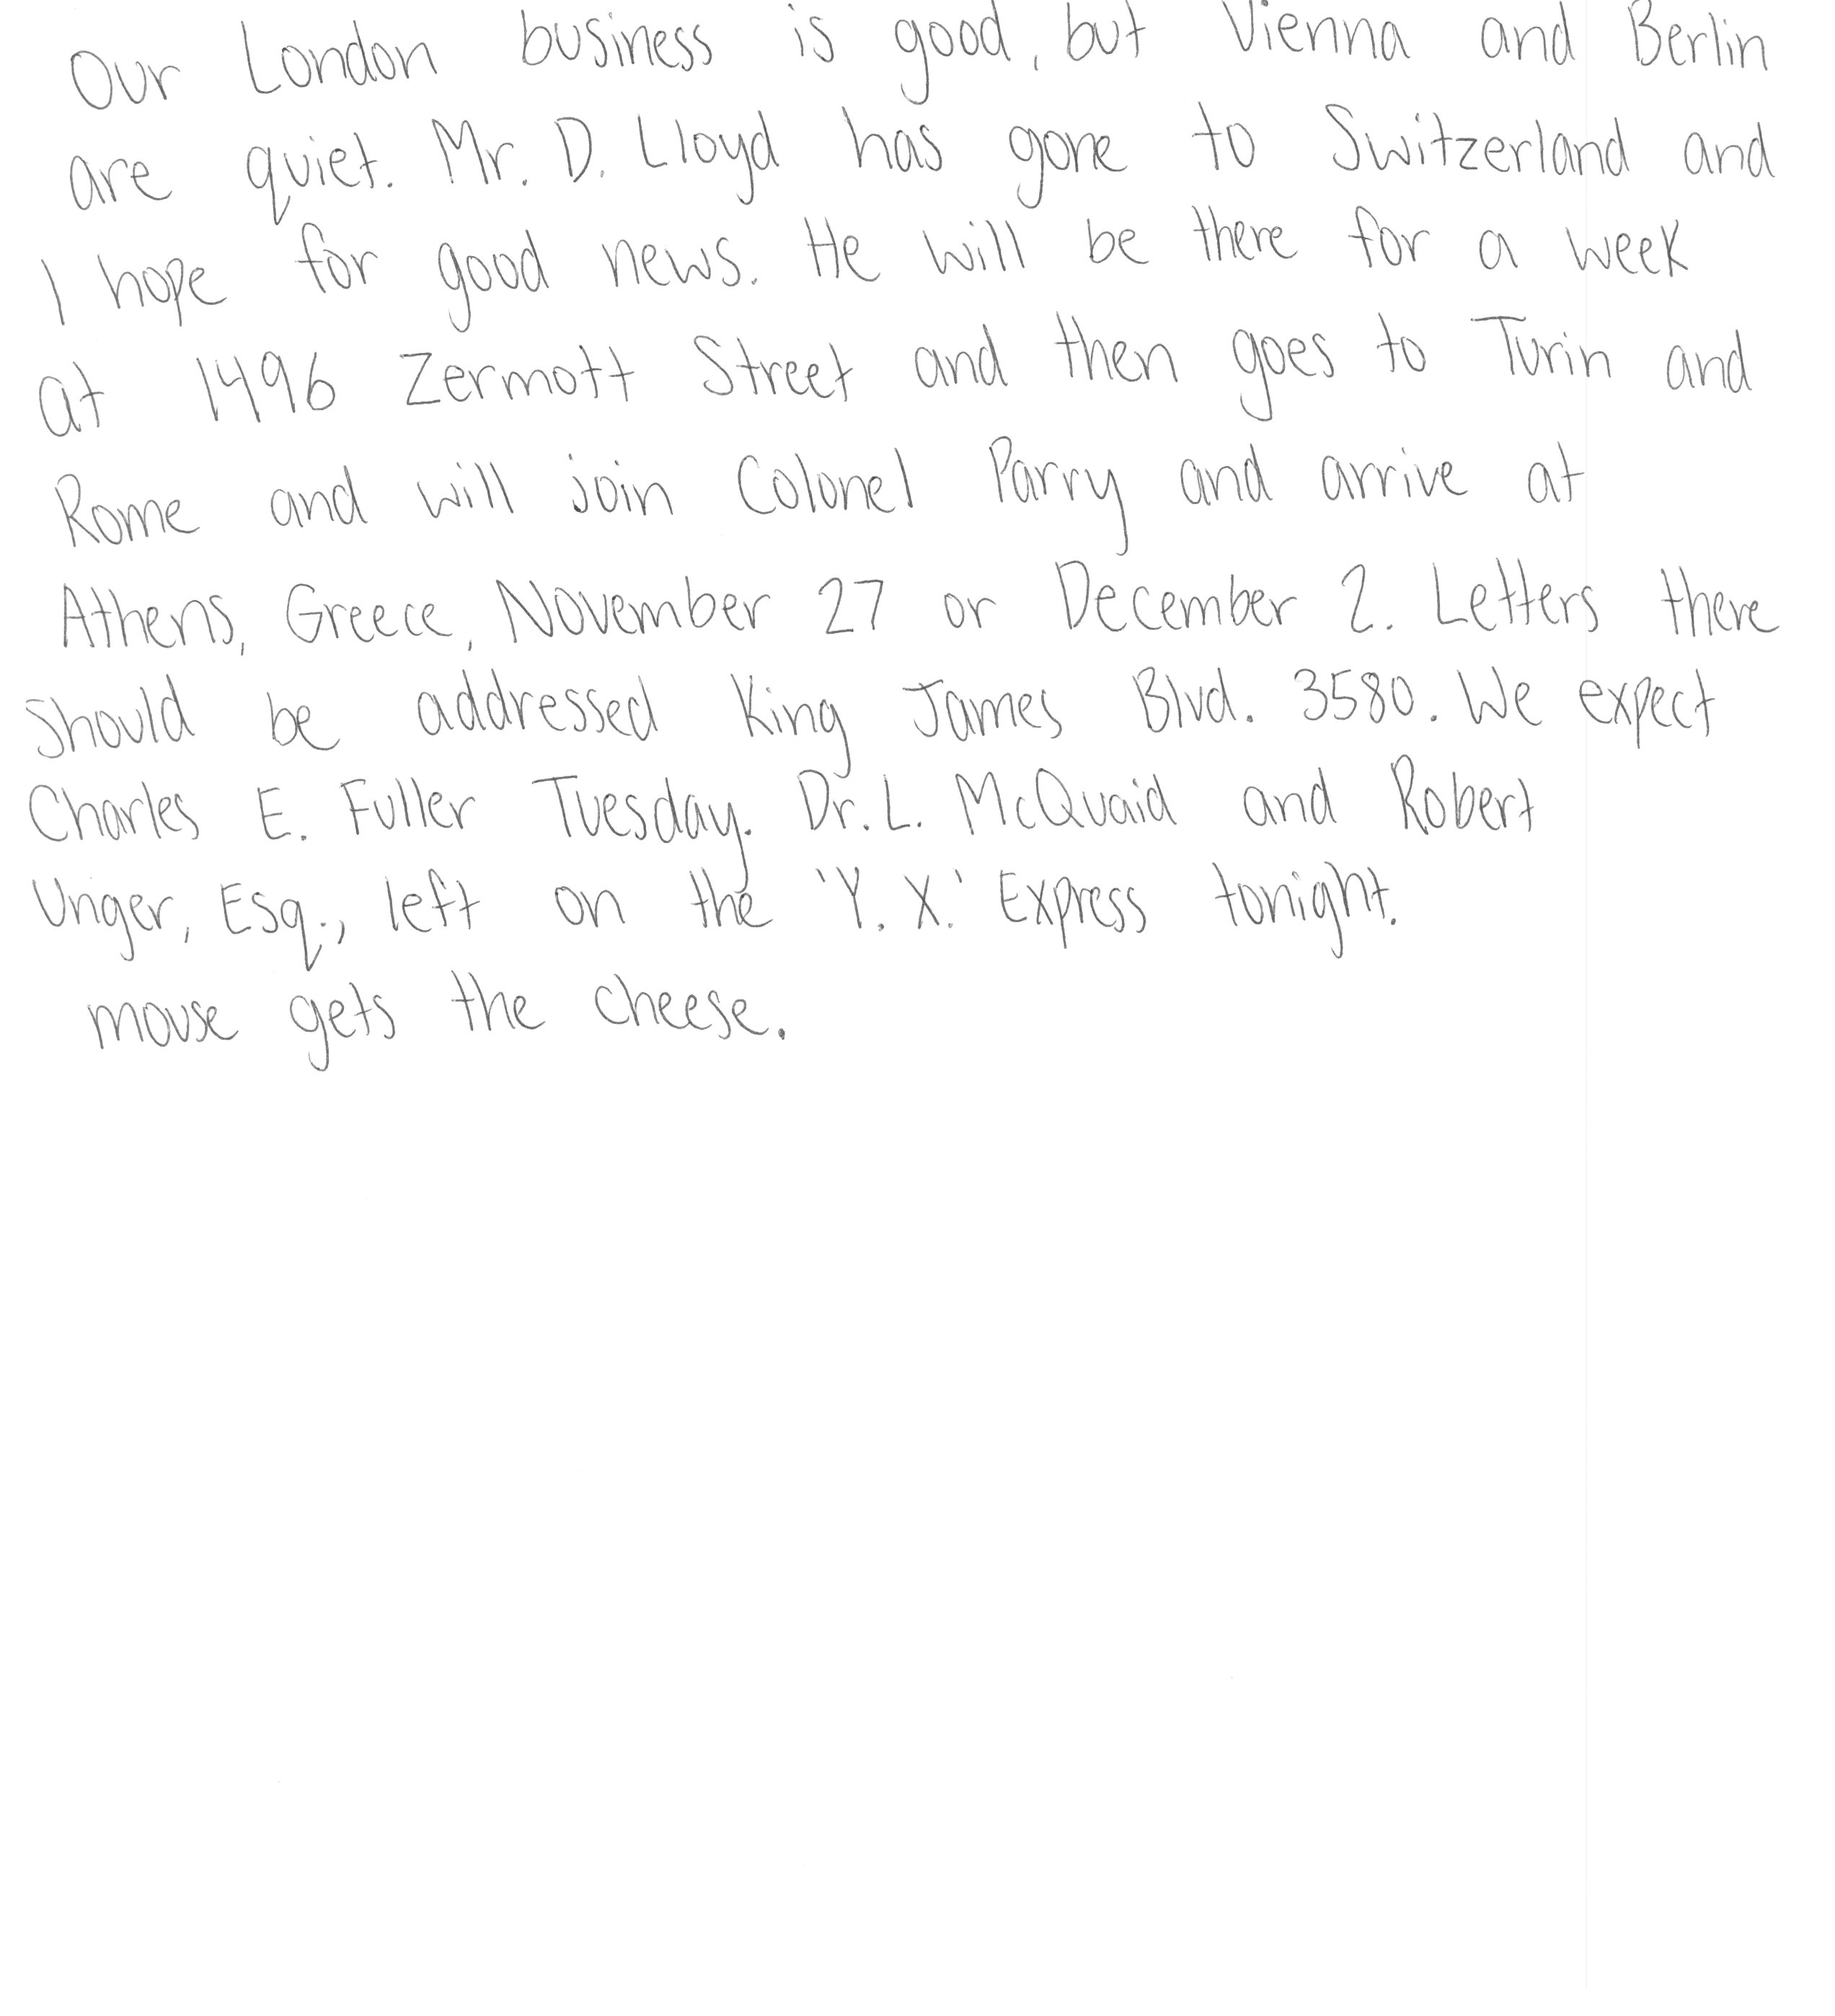 Our London business is good, but Vienna and Berlin
are quiet. Mr. D. Lloyd has gone to Switzerland and
I hope for good news. He will be there for a week
at 1496 Zermott Street and then goes to Turin and
Rome and will join Colonel Parry and arrive at
Athens, Greece, November 27 or December 2. Letters there
should be addressed King James Blvd. 3580. We expect
Charles E. Fuller Tuesday. Dr. L. McQuaid and Robert
Unger, Esq., left on the 'Y. X.' Express tonight.
mouse gets the cheese.